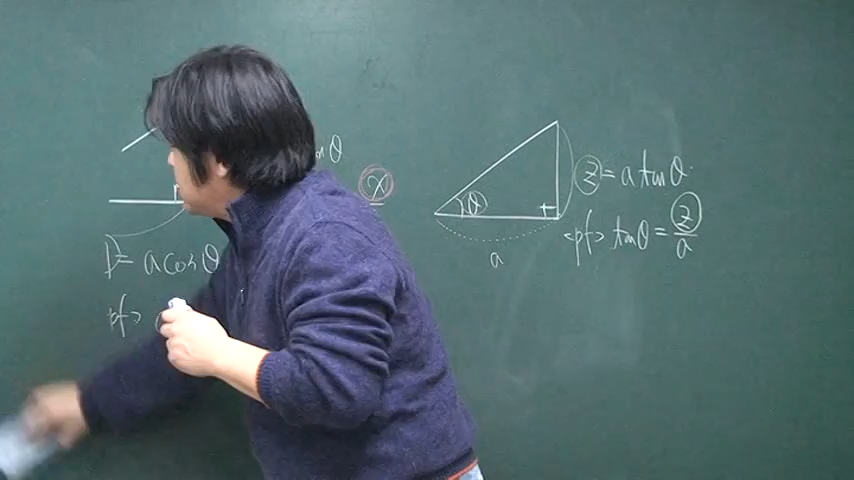 x
= a cos θ
<pf>
θ
a
z = a tan θ
<pf> tan θ = z/a